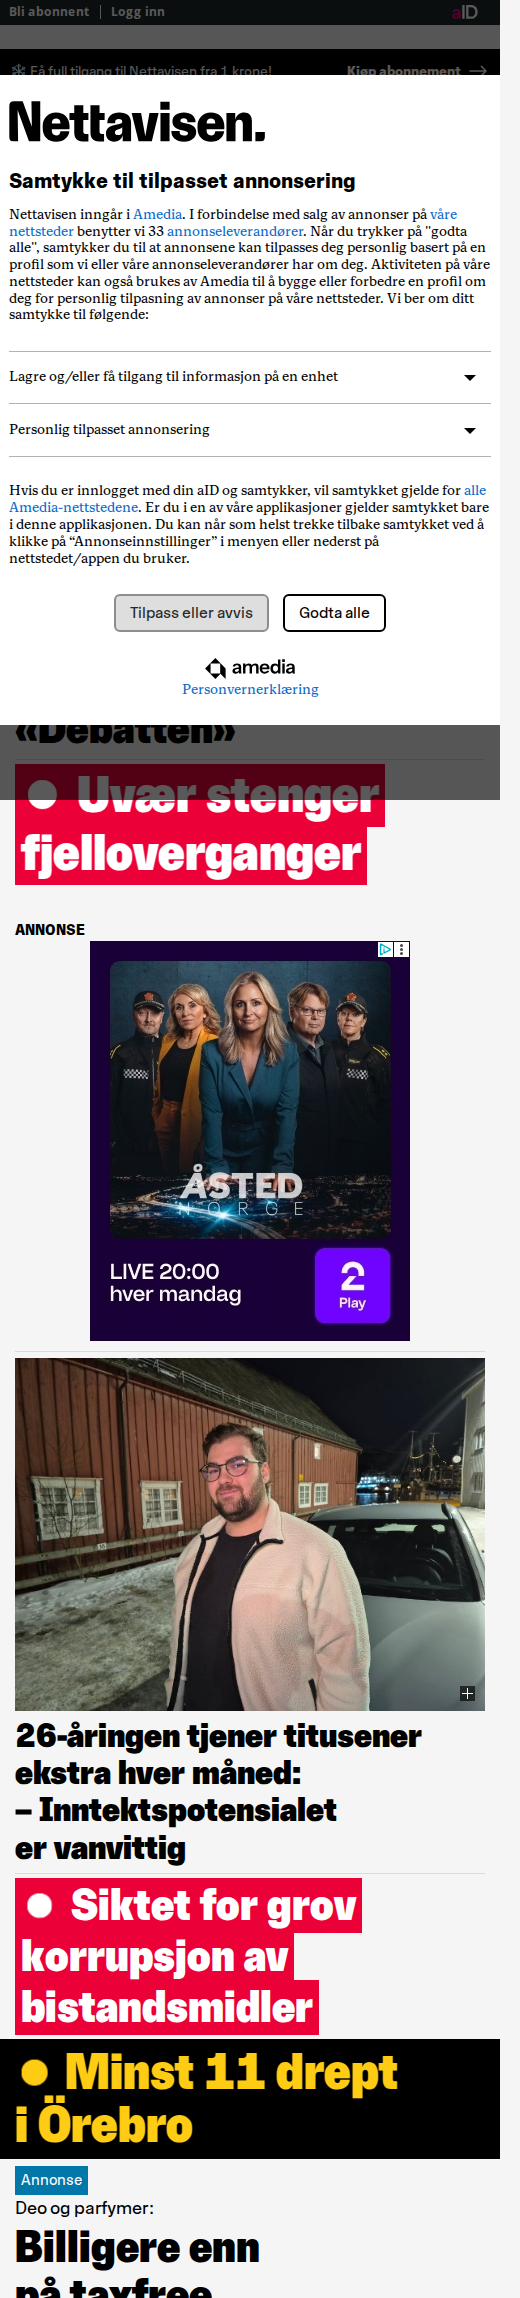 Bli abonnent | Logg inn
aID
Få full tilgang til Nettavisen fra 1 krone!
Kjøp abonnement
Nettavisen.
Samtykke til tilpasset annonsering
Nettavisen inngår i Amedia. I forbindelse med salg av annonser på våre
nettsteder benytter vi 33 annonseleverandører. Når du trykker på "godta
alle", samtykker du til at annonsene kan tilpasses deg personlig basert på en
profil som vi eller våre annonseleverandører har om deg. Aktiviteten på våre
nettsteder kan også brukes av Amedia til å bygge eller forbedre en profil om
deg for personlig tilpasning av annonser på våre nettsteder. Vi ber om ditt
samtykke til følgende:
Lagre og/eller få tilgang til informasjon på en enhet
Personlig tilpasset annonsering
Hvis du er innlogget med din aID og samtykker, vil samtykket gjelde for alle
Amedia-nettstedene. Er du i en av våre applikasjoner gjelder samtykket bare
i denne applikasjonen. Du kan når som helst trekke tilbake samtykket ved å
klikke på “Annonseinnstillinger” i menyen eller nederst på
nettstedet/appen du bruker.
Tilpass eller avvis
Godta alle
amedia
Personvernerklæring
«Debatten»
Uvær stenger
fjelloverganger
ANNONSE
ÅSTED
NORGE
LIVE 20:00
hver mandag
2
Play
26-åringen tjener titusener
ekstra hver måned:
– Inntektspotensialet
er vanvittig
Siktet for grov
korrupsjon av
bistandsmidler
Minst 11 drept
i Örebro
Annonse
Deo og parfymer:
Billigere enn
på taxfree